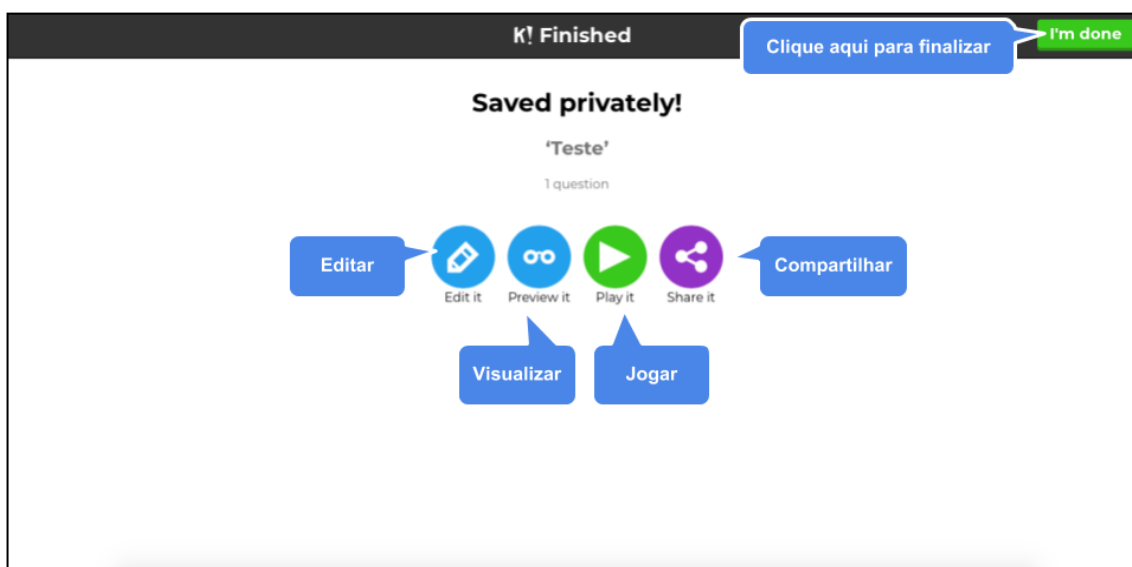 K! Finished
I'm done
Clique aqui para finalizar
Saved privately!
‘Teste’
1 question
Editar
Compartilhar
Edit it
Preview it
Play it
Share it
Visualizar
Jogar